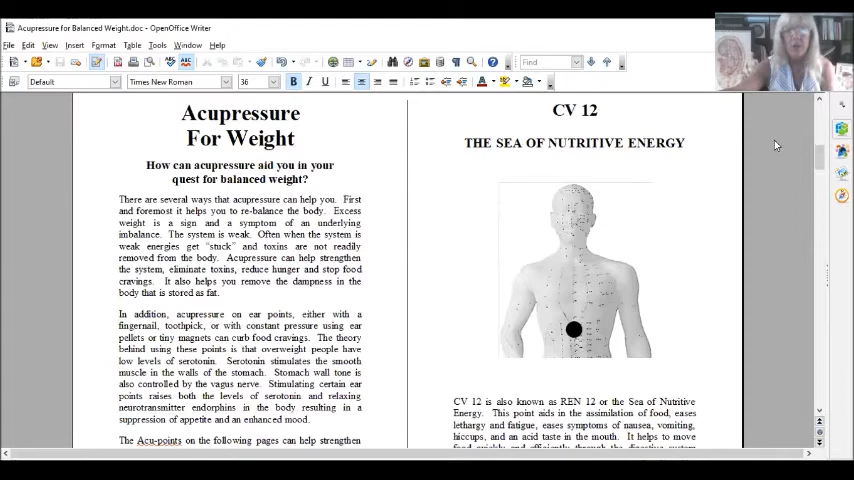 Acupressure for Balanced Weight.doc - OpenOffice Writer
File Edit View Insert Format Table Tools Window Help
Find
Default Times New Roman 36
Acupressure
For Weight
How can acupressure aid you in your
quest for balanced weight?
There are several ways that acupressure can help you. First
and foremost it helps you to re-balance the body. Excess
weight is a sign and a symptom of an underlying
imbalance. The system is weak. Often when the system is
weak energies get "stuck" and toxins are not readily
removed from the body. Acupressure can help strengthen
the system, eliminate toxins, reduce hunger and stop food
cravings. It also helps you remove the dampness in the
body that is stored as fat.
In addition, acupressure on ear points, either with a
fingernail, toothpick, or with constant pressure using ear
pellets or tiny magnets can curb food cravings. The theory
behind using these points is that overweight people have
low levels of serotonin. Serotonin stimulates the smooth
muscle in the walls of the stomach. Stomach wall tone is
also controlled by the vagus nerve. Stimulating certain ear
points raises both the levels of serotonin and relaxing
neurotransmitter endorphins in the body resulting in a
suppression of appetite and an enhanced mood.
The Acu-points on the following pages can help strengthen
CV 12
THE SEA OF NUTRITIVE ENERGY
CV 12 is also known as REN 12 or the Sea of Nutritive
Energy. This point aids in the assimilation of food, eases
lethargy and fatigue, eases symptoms of nausea, vomiting,
hiccups, and an acid taste in the mouth. It helps to move
food quickly and efficiently through the digestive system